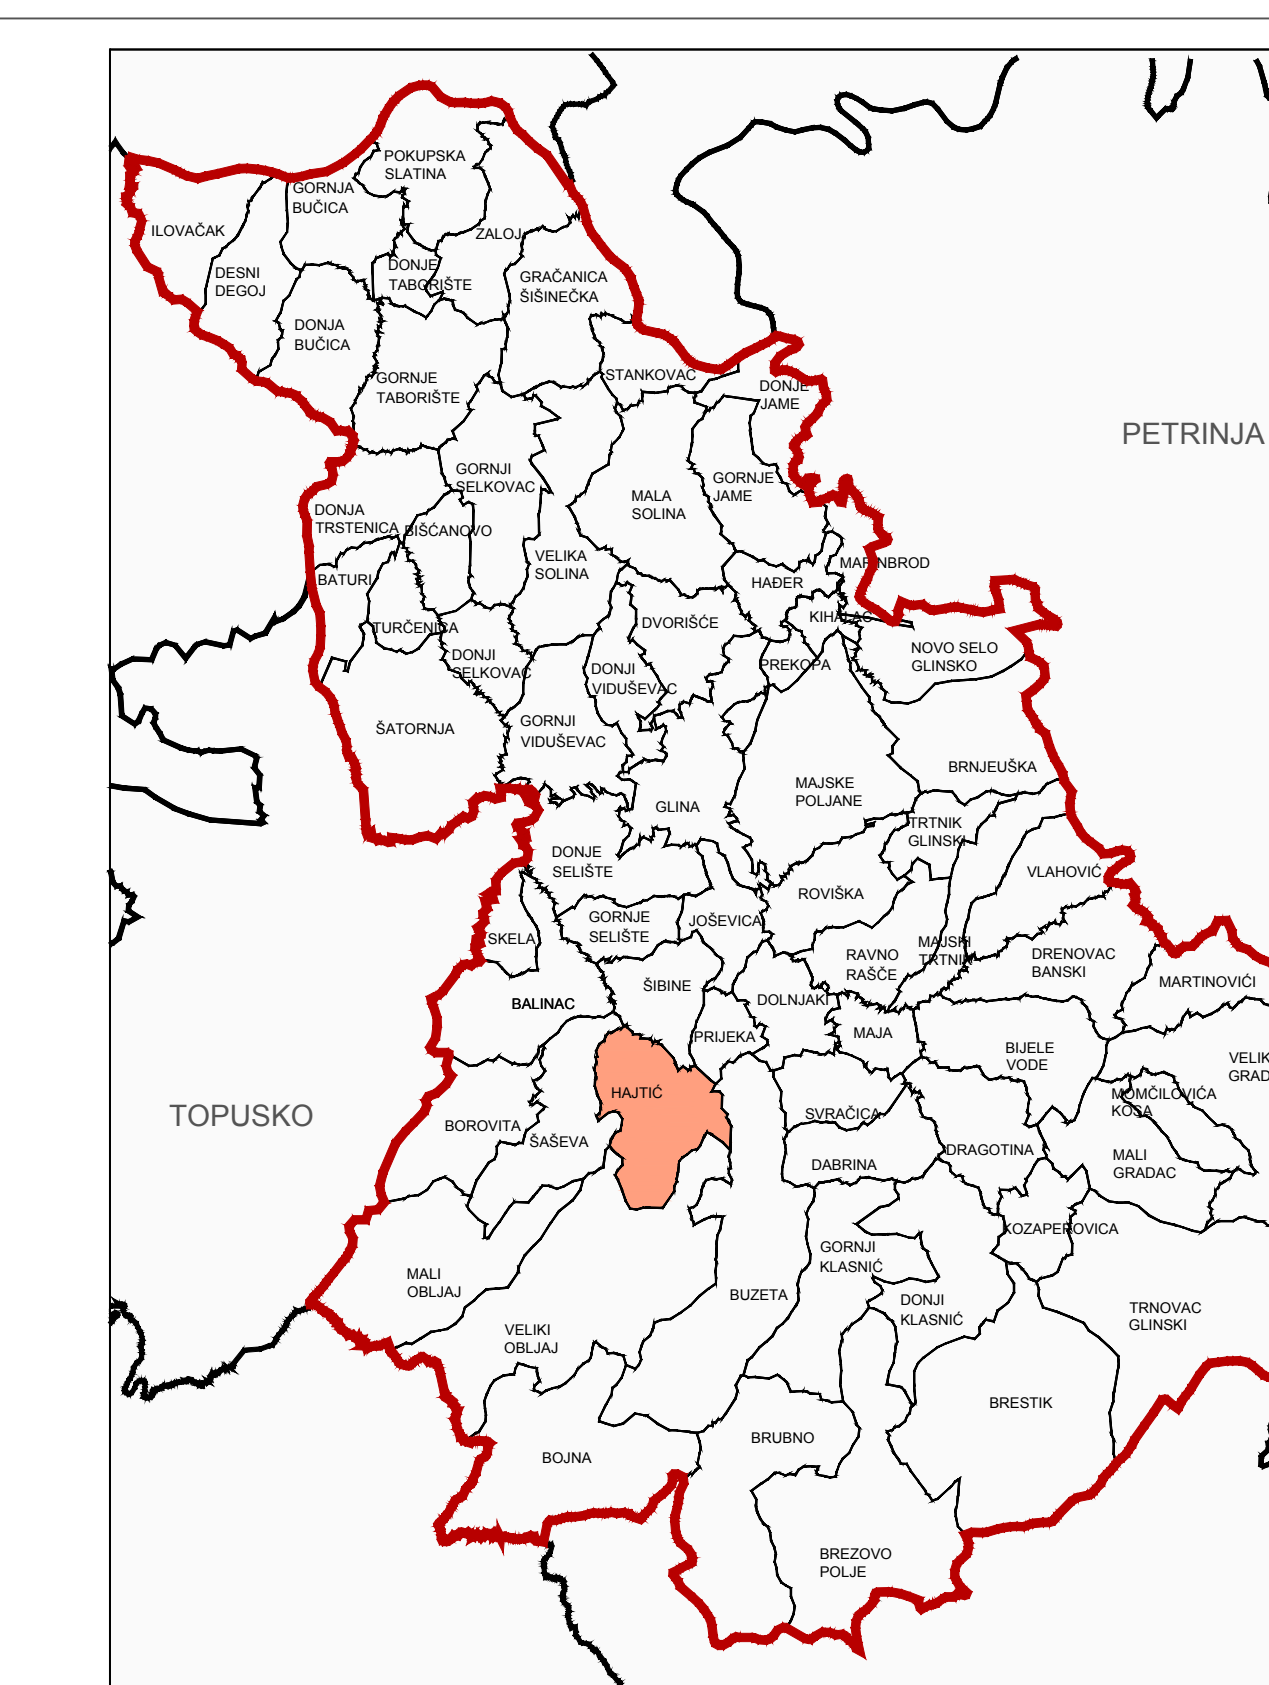 POKUPSKA
SLATINA
GORNJA
BUČICA
ILOVAČAK
ZALOJ
DESNI
DEGOJ
DONJE
TABORIŠTE
GRAČANICA
ŠIŠINEČKA
DONJA
BUČICA
GORNJE
TABORIŠTE
STANKOVAC
DONJE
JAME
PETRINJA
GORNJI
SELKOVAC
MALA
SOLINA
GORNJE
JAME
DONJA
TRSTENICA
BIŠĆANOVO
VELIKA
SOLINA
MARINBROD
BATURI
HAĐER
TURČENICA
DVORIŠĆE
KIHALAC
DONJI
SELKOVAC
DONJI
VIDUŠEVAC
PREKOPA
NOVO SELO
GLINSKO
ŠATORNJA
GORNJI
VIDUŠEVAC
BRNJEUŠKA
GLINA
MAJSKE
POLJANE
TRTNIK
GLINSKI
DONJE
SELIŠTE
VLAHOVIĆ
ROVIŠKA
GORNJE
SELIŠTE
JOŠEVICA
SKELA
RAVNO
RAŠČE
MAJSKI
TRTNIK
DRENOVAC
BANSKI
MARTINOVIĆI
ŠIBINE
BALINAC
DOLNJAKI
PRIJEKA
MAJA
BIJELE
VODE
VELIK
GRAD
HAJTIĆ
TOPUSKO
MOMČILOVIĆA
KOSA
BOROVITA
ŠAŠEVA
SVRAČICA
DRAGOTINA
DABRINA
MALI
GRADAC
KOZAPEROVICA
GORNJI
KLASNIĆ
MALI
OBLJAJ
BUZETA
DONJI
KLASNIĆ
TRNOVAC
GLINSKI
VELIKI
OBLJAJ
BRESTIK
BRUBNO
BOJNA
BREZOVO
POLJE